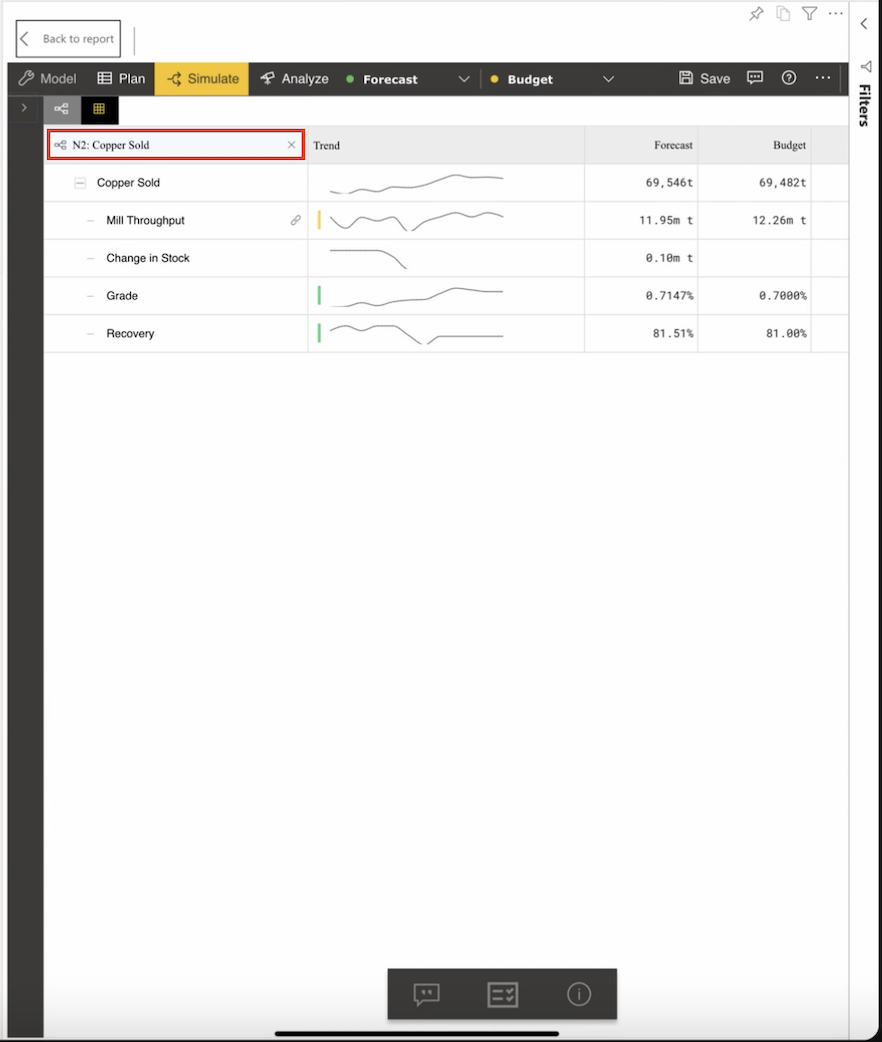 Back to report
Model Plan Simulate Analyze Forecast Budget Save
Filters
N2: Copper Sold Trend Forecast Budget
Copper Sold 69,546t 69,482t
Mill Throughput 11.95m t 12.26m t
Change in Stock 0.10m t
Grade 0.7147% 0.7000%
Recovery 81.51% 81.00%